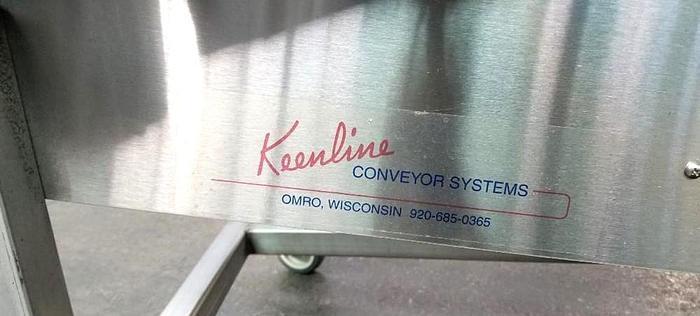 Keenline
CONVEYOR SYSTEMS
OMRO, WISCONSIN 920-685-0365